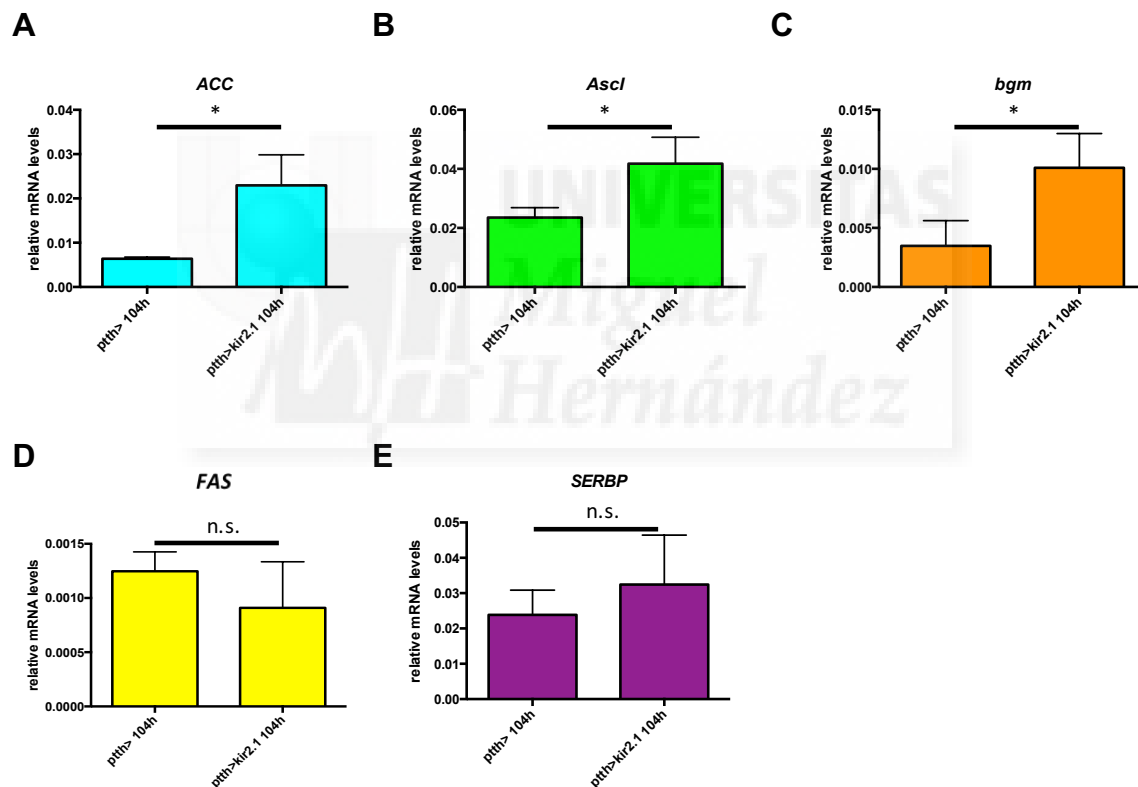 A
B
C
ACC
Ascl
bgm
*
*
*
relative mRNA levels
0.04
0.03
0.02
0.01
0.00
ptth> 104h
ptth>kir2.1 104h
relative mRNA levels
0.06
0.04
0.02
0.00
ptth> 104h
ptth>kir2.1 104h
relative mRNA levels
0.015
0.010
0.005
0.000
ptth> 104h
ptth>kir2.1 104h
UNIVERSITAS
Miguel
Hernández
D
E
FAS
SERBP
n.s.
n.s.
relative mRNA levels
0.0015
0.0010
0.0005
0.0000
ptth> 104h
ptth>kir2.1 104h
relative mRNA levels
0.05
0.04
0.03
0.02
0.01
0.00
ptth> 104h
ptth>kir2.1 104h